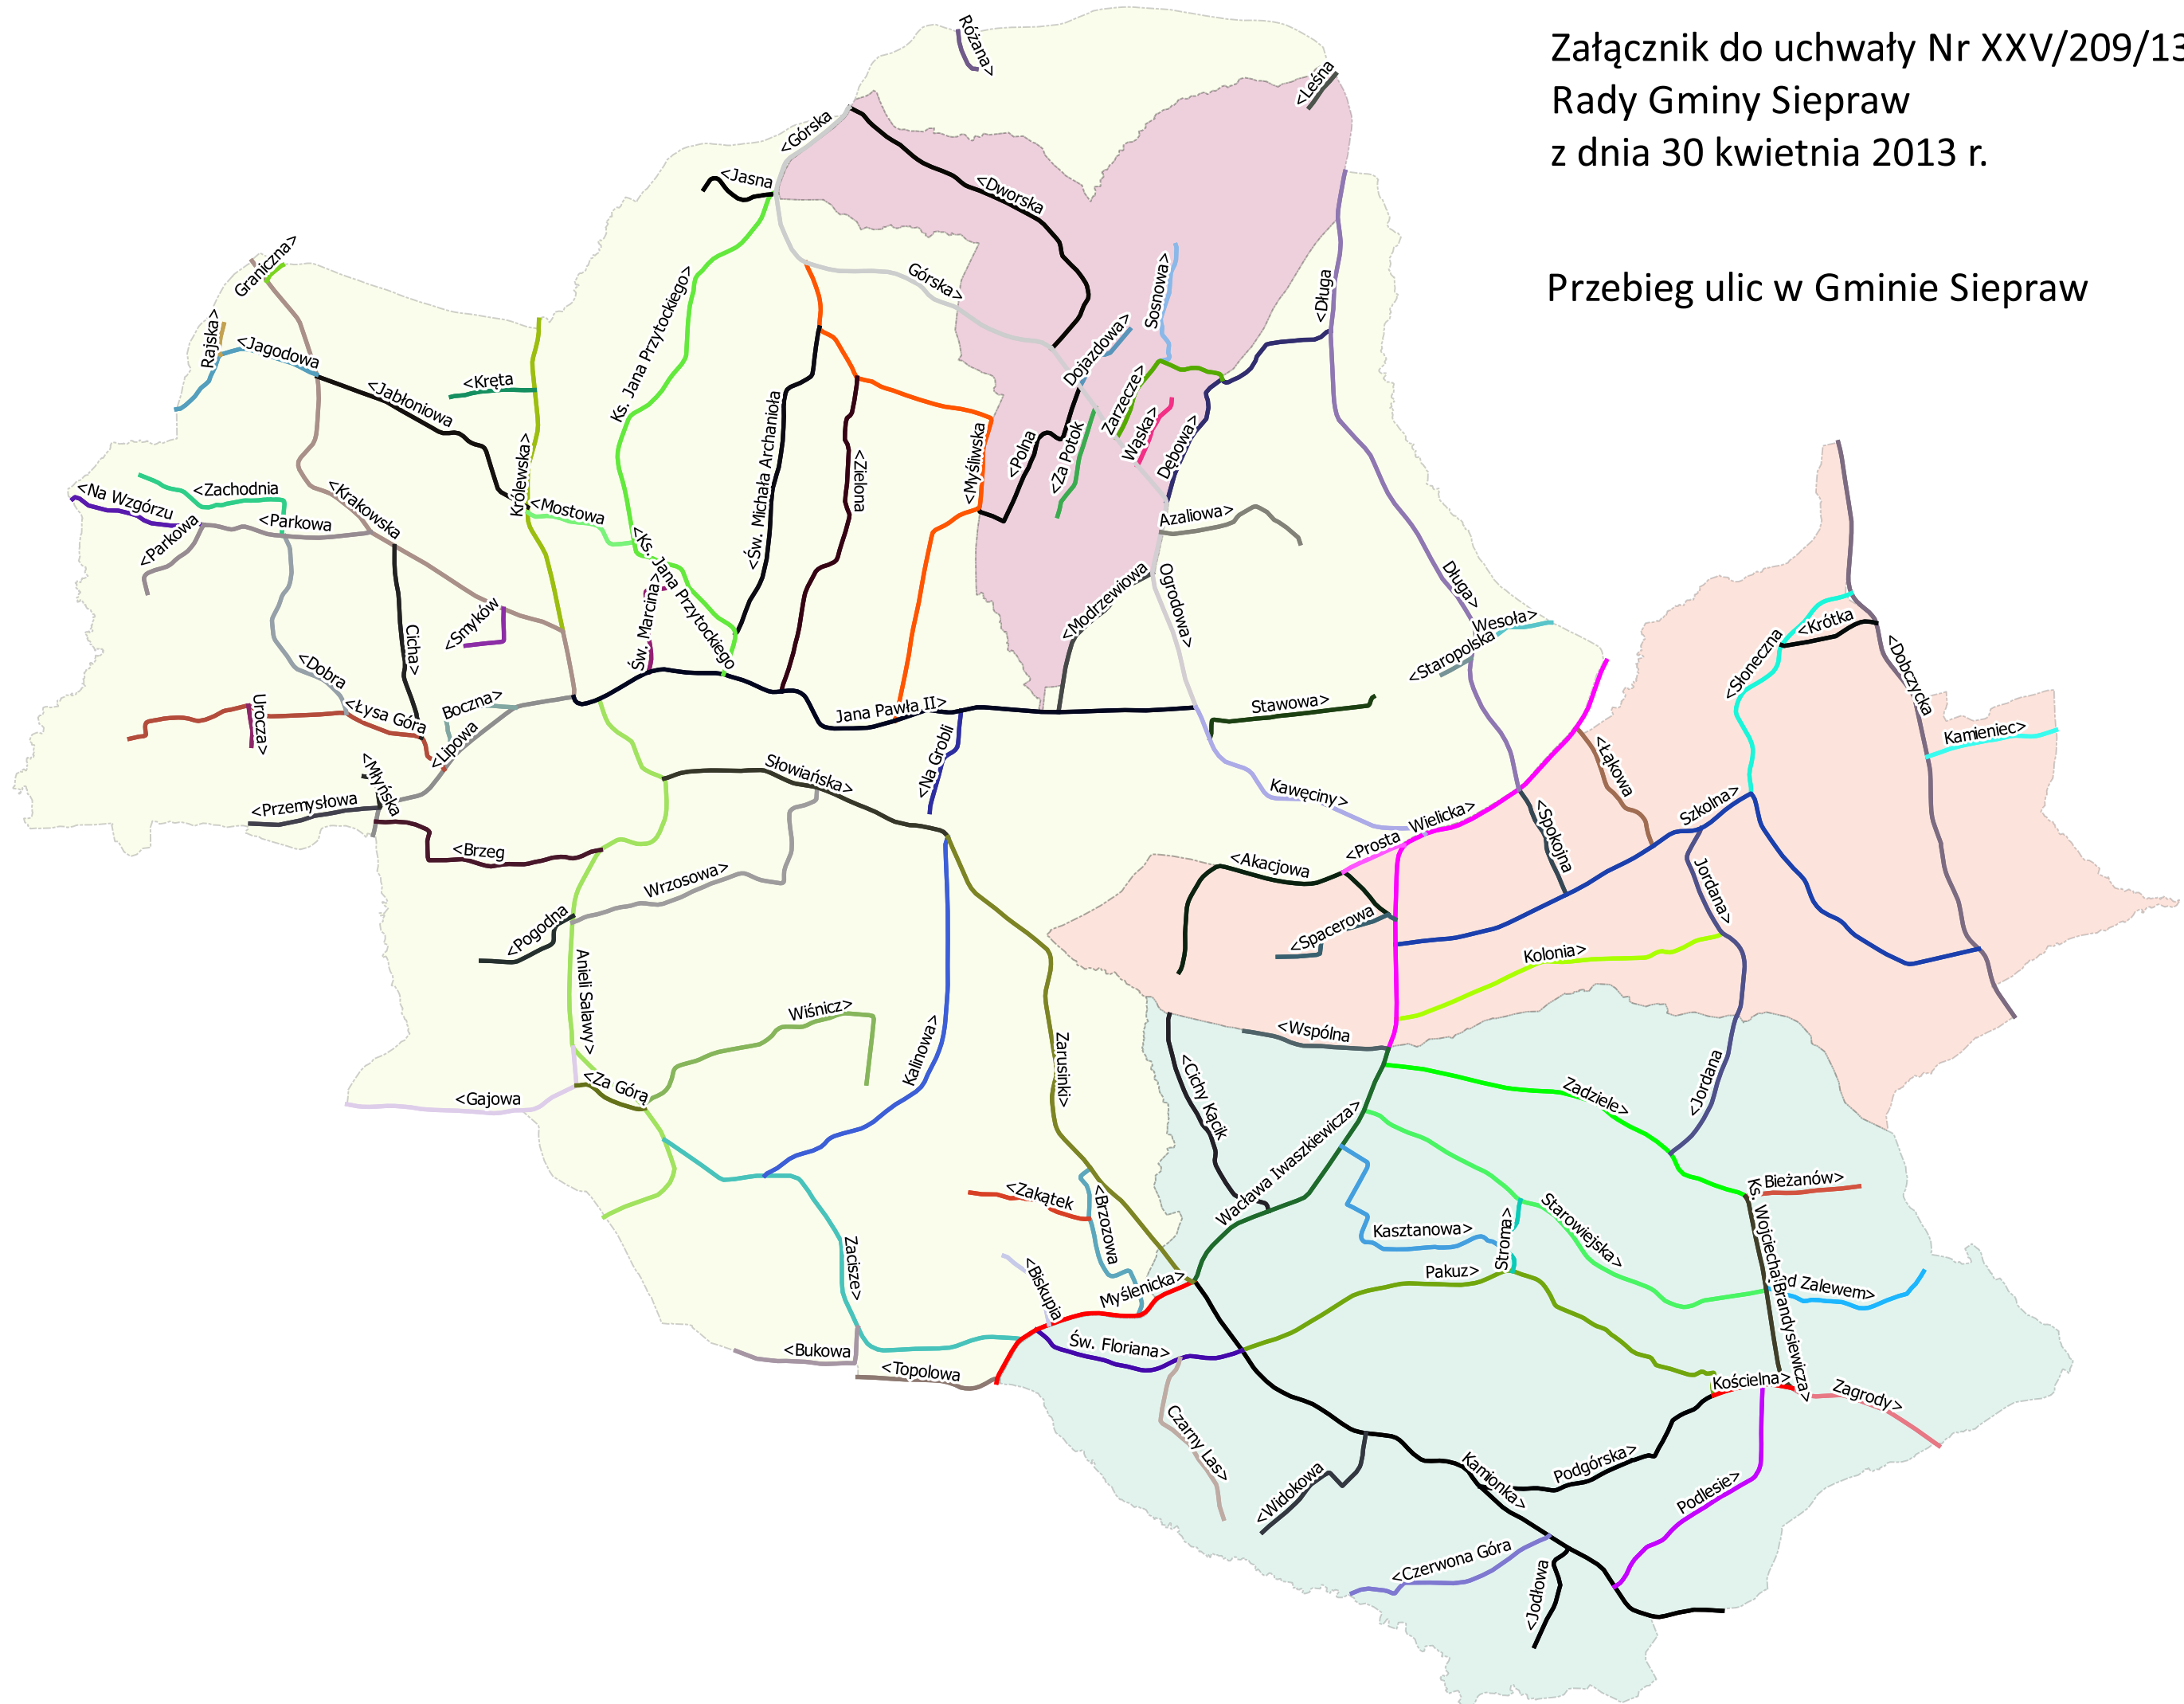 Załącznik do uchwały Nr XXV/209/13
Rady Gminy Siepraw
z dnia 30 kwietnia 2013 r.
Przebieg ulic w Gminie Siepraw
Różana>
<Leśna
<Górska
<Jasna
<Dworska
Graniczna>
Ks. Jana Przytockiego>
Górska>
Sosnowa>
<Długa
Rajska>
<Jagodowa
Dojazdowa>
<Kręta
<Jabłoniowa
Zarzecze>
Wąska>
<Św. Michała Archanioła
<Zielona
<Myśliwska
<Polna
<Za Potok
Dębowa>
Królewska>
<Na Wzgórzu
<Zachodnia
<Parkowa
<Parkowa
<Krakowska
<Mostowa
Azaliowa>
<Ks. Jana Przytockiego
Św. Marcina>
<Modrzewiowa
Ogrodowa>
Długa>
Wesoła>
<Staropolska
<Krótka
<Słoneczna
<Dobczycka
<Smyków
Cicha>
<Dobra
Urocza>
<Łysa Góra
Boczna>
<Lipowa
Jana Pawła II>
Stawowa>
Kamieniec>
<Na Grobli
<Młyńska
<Przemysłowa
Słowiańska>
Kawęciny>
<Łąkowa
Wielicka>
Szkolna>
<Prosta
<Spokojna
<Brzeg
Wrzosowa>
<Akacjowa
Jordana>
<Pogodna
<Spacerowa
Kolonia>
Anieli Salawy>
Wiśnicz>
Kalinowa>
Zarusinki>
<Wspólna
<Za Górą
<Gajowa
<Cichy Kącik
Zadziele>
<Jordana
Wacława Iwaszkiewicza>
<Zakątek
<Brzozowa
Kasztanowa>
Stroma>
Starowiejska>
Bieżanów>
Ks. Wojciecha Brandysiewicza>
d Zalewem>
Zacisze>
<Biskupia
Myślenicka>
Pakuz>
Św. Floriana>
<Bukowa
<Topolowa
Kościelna>
Zagrody>
Czarny Las>
<Widokowa
Kamionka>
Podgórska>
Podlesie>
<Czerwona Góra
<Jodłowa